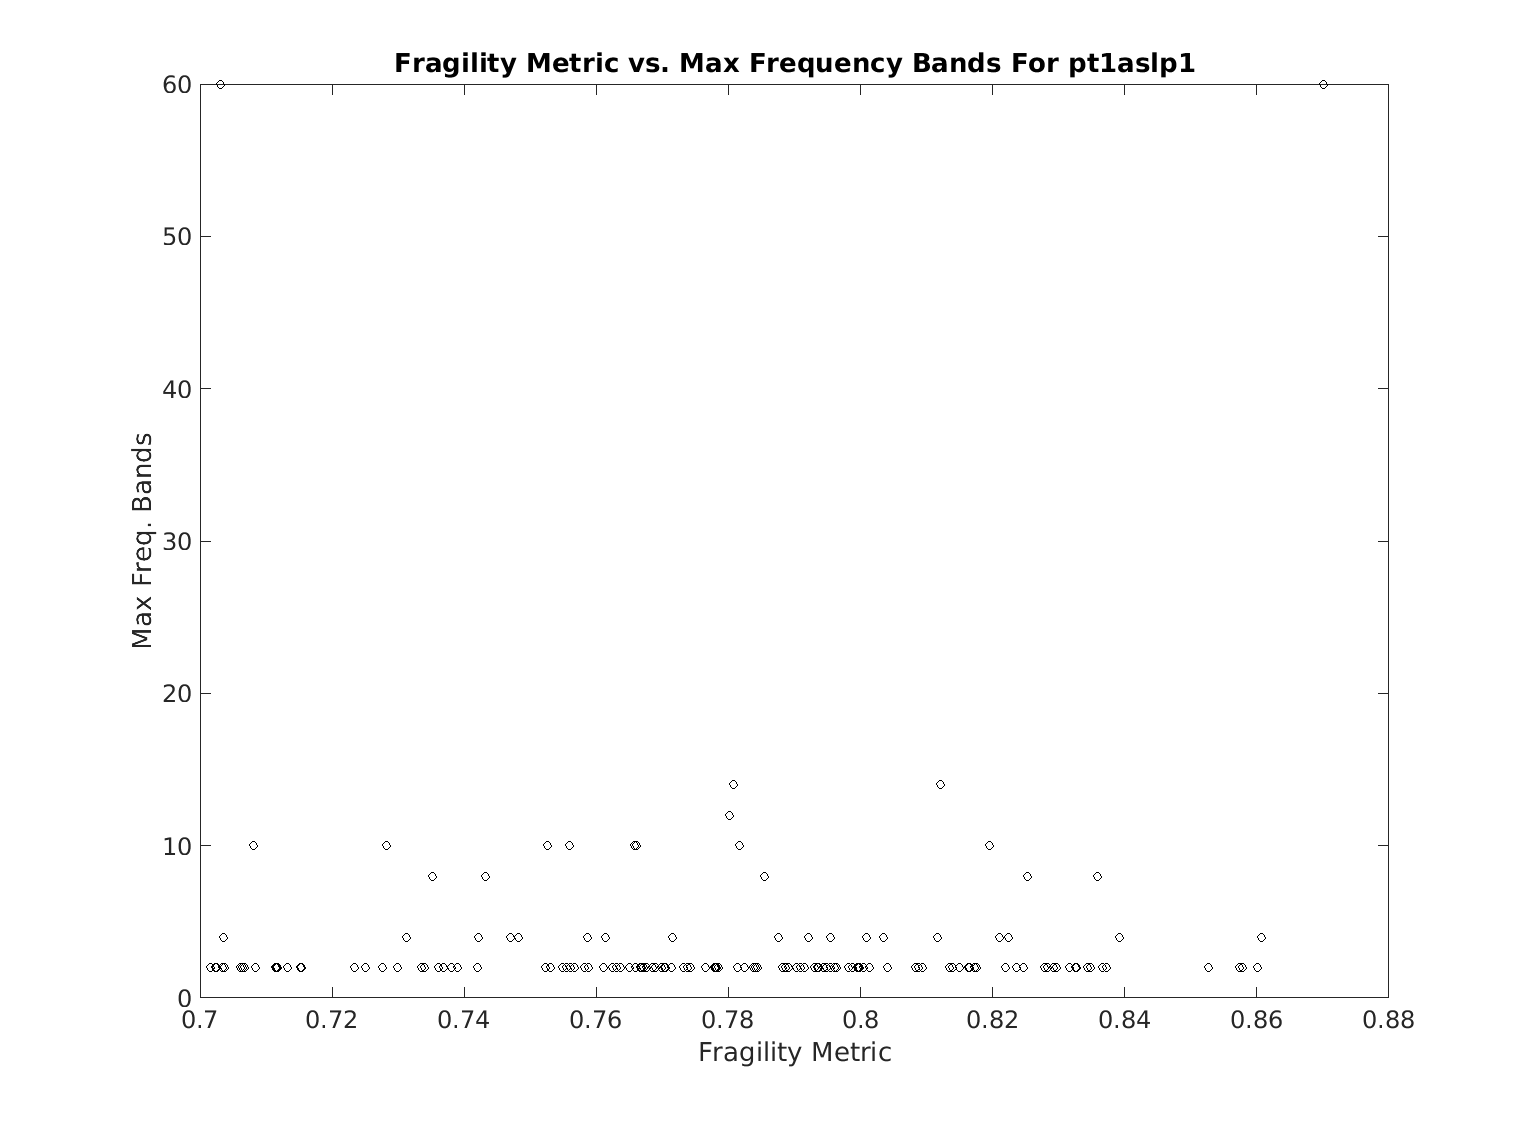 Fragility Metric vs. Max Frequency Bands For pt1aslp1
60
50
40
30
20
10
0
Max Freq. Bands
0.7 0.72 0.74 0.76 0.78 0.8 0.82 0.84 0.86 0.88
Fragility Metric